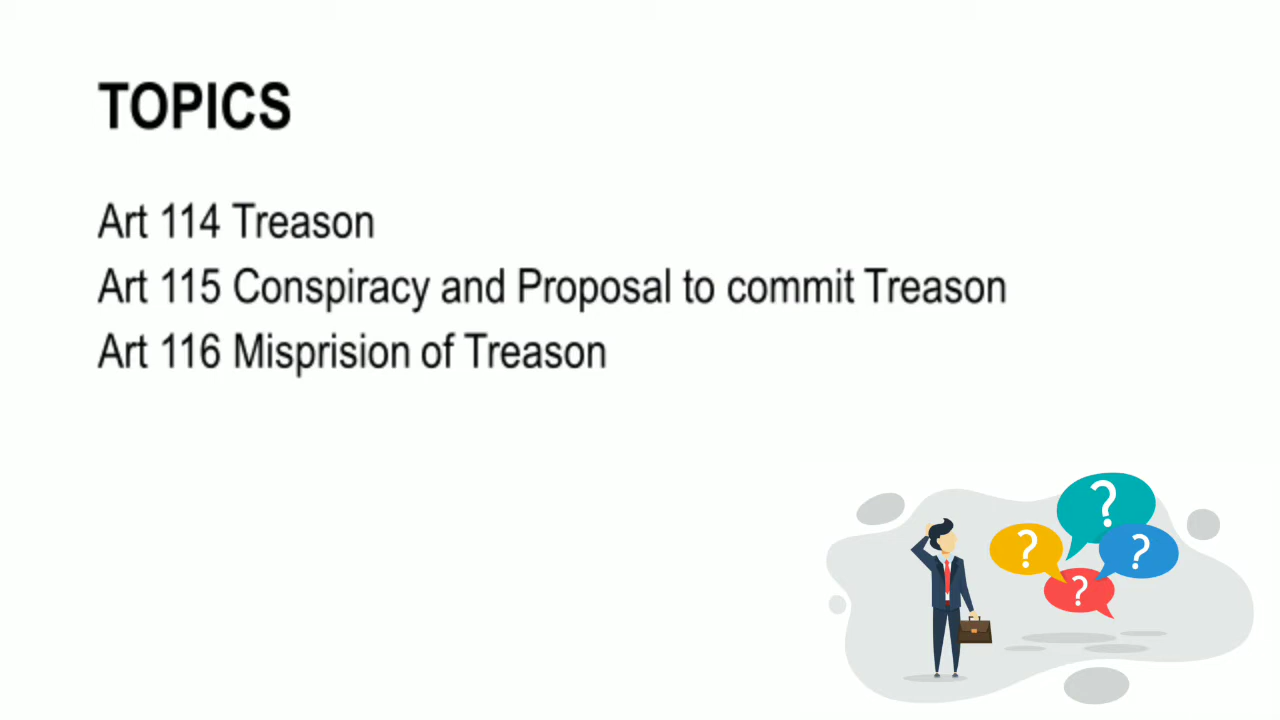 TOPICS
Art 114 Treason
Art 115 Conspiracy and Proposal to commit Treason
Art 116 Misprision of Treason
?
?
?
?